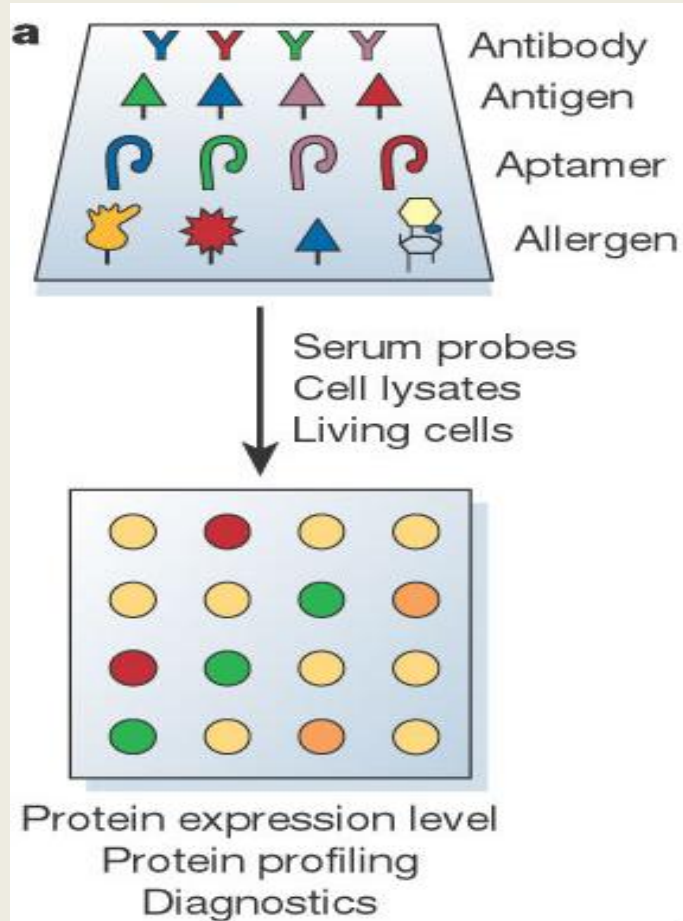 a
Antibody
Antigen
Aptamer
Allergen
Serum probes
Cell lysates
Living cells
Protein expression level
Protein profiling
Diagnostics